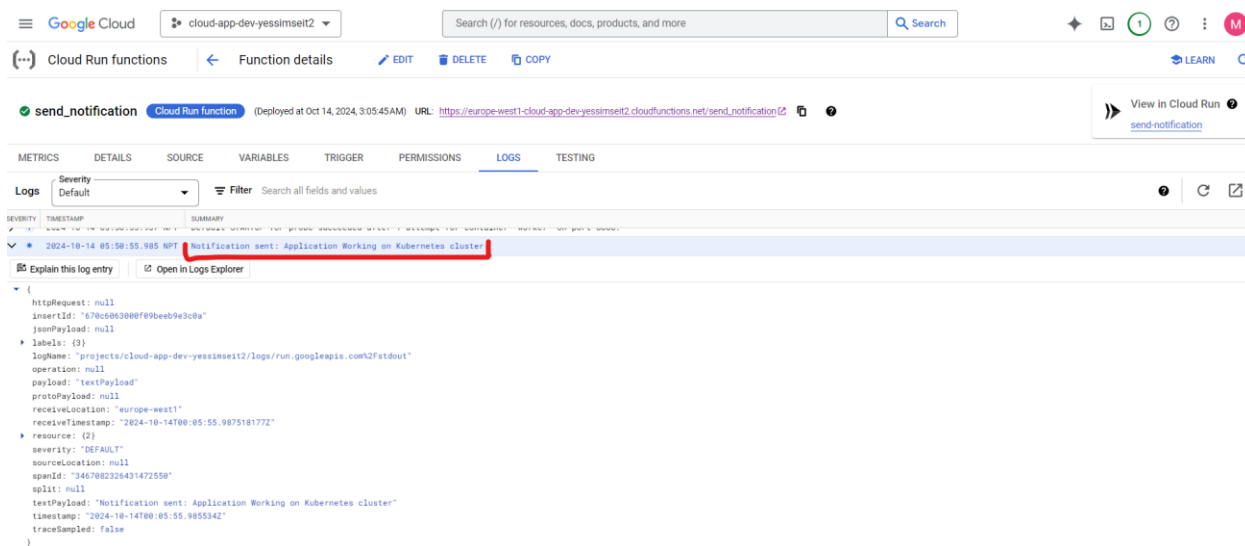 Google Cloud
cloud-app-dev-yessimseit2
Search (/) for resources, docs, products, and more
Search
1
M
Cloud Run functions
Function details
EDIT
DELETE
COPY
LEARN
send_notification
Cloud Run function
(Deployed at Oct 14, 2024, 3:05:45AM)
URL: https://europe-west1-cloud-app-dev-yessimseit2.cloudfunctions.net/send_notification
View in Cloud Run
send-notification
METRICS DETAILS SOURCE VARIABLES TRIGGER PERMISSIONS LOGS TESTING
Logs
Severity
Default
Filter Search all fields and values
SEVERITY TIMESTAMP SUMMARY
2024-10-14 05:50:55.985 NPT Notification sent: Application Working on Kubernetes cluster
Explain this log entry
Open in Logs Explorer
{
httpRequest: null
insertId: "670c6063000f09beeb9e3c0a"
jsonPayload: null
labels: {3}
logName: "projects/cloud-app-dev-yessimseit2/logs/run.googleapis.com%2Fstdout"
operation: null
payload: "textPayload"
protoPayload: null
receiveLocation: "europe-west1"
receiveTimestamp: "2024-10-14T00:05:55.987518177Z"
resource: {2}
severity: "DEFAULT"
sourceLocation: null
spanId: "3467082326431472550"
split: null
textPayload: "Notification sent: Application Working on Kubernetes cluster"
timestamp: "2024-10-14T00:05:55.985534Z"
traceSampled: false
}